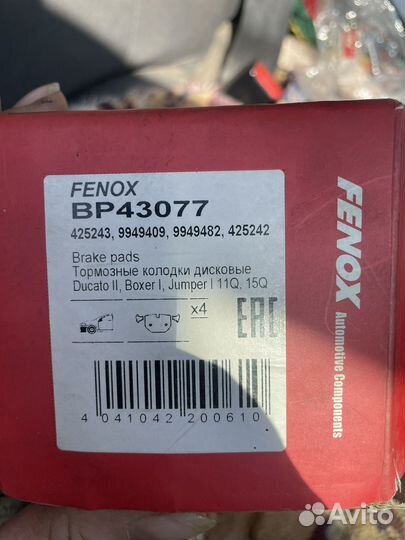 FENOX
BP43077
425243, 9949409, 9949482, 425242
Brake pads
Тормозные колодки дисковые
Ducato II, Boxer I, Jumper I 11Q, 15Q
x4
EAC
4 041042 200610
FENOX
Automotive Components
Avito